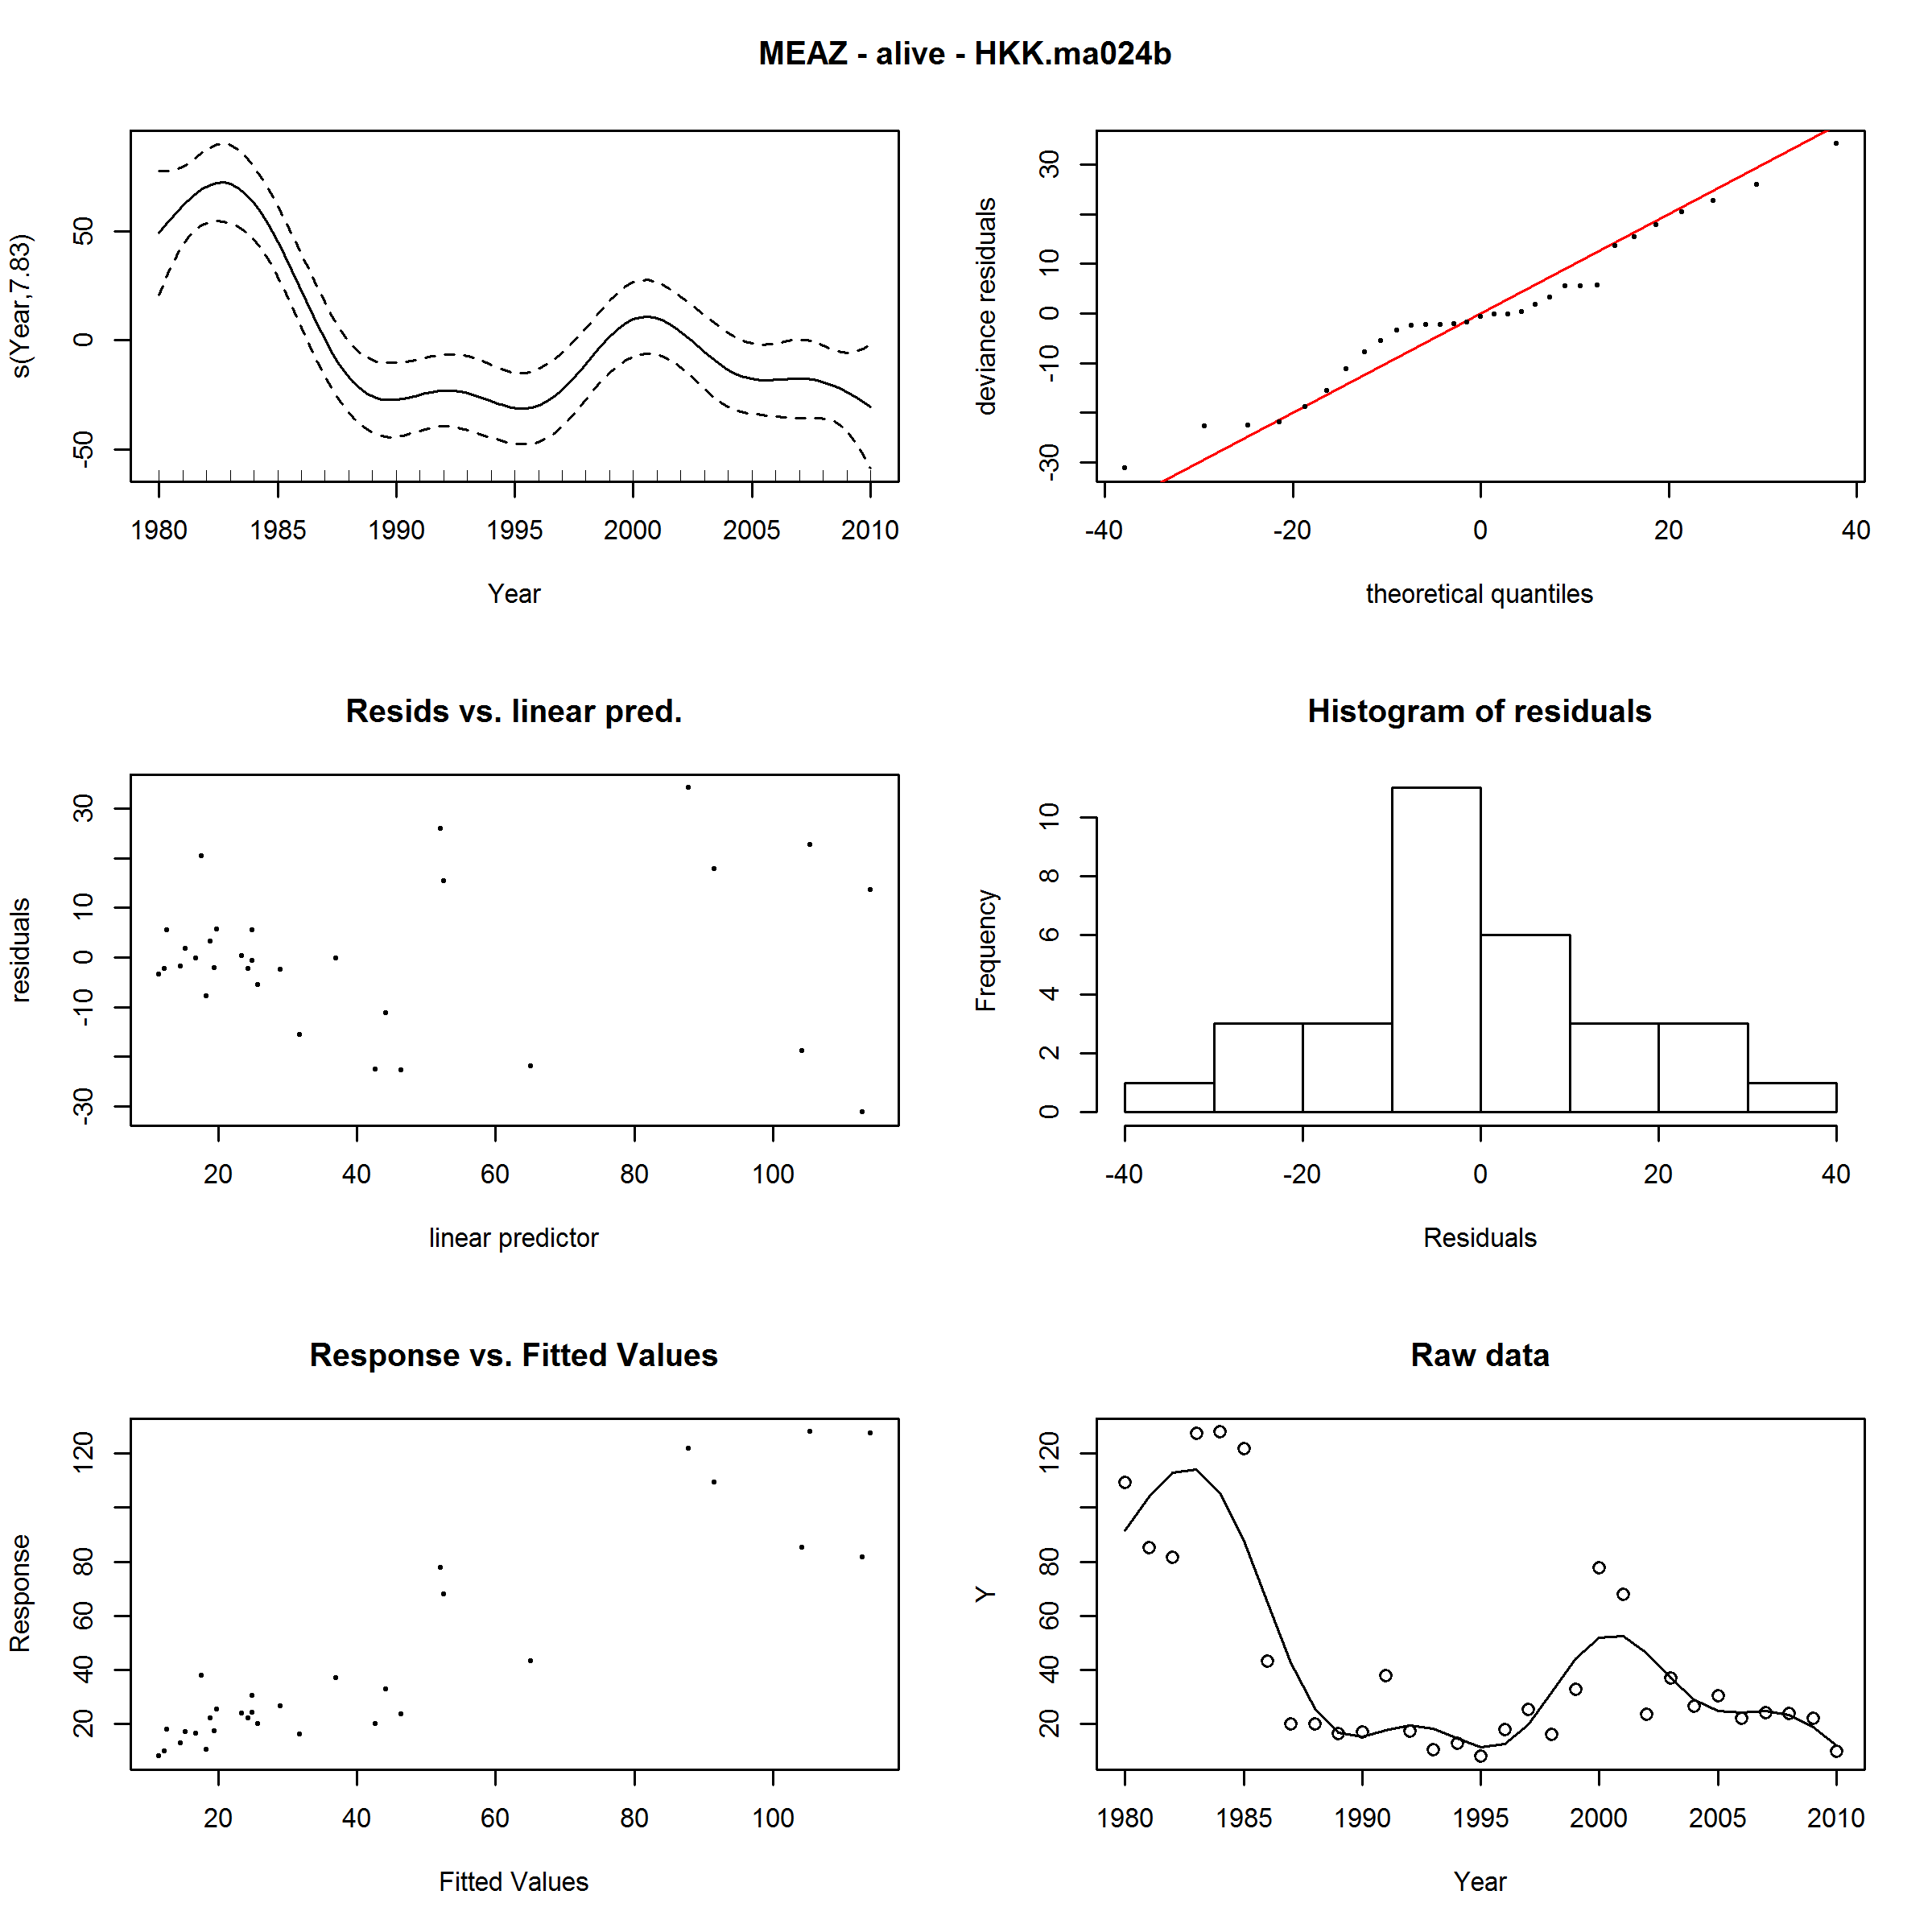 MEAZ - alive - HKK.ma024b
s(Year,7.83)
50
0
-50
1980 1985 1990 1995 2000 2005 2010
Year
deviance residuals
30
10
0
-10
-30
-40 -20 0 20 40
theoretical quantiles
Resids vs. linear pred.
residuals
30
10
0
-10
-30
20 40 60 80 100
linear predictor
Histogram of residuals
Frequency
10
8
6
4
2
0
-40 -20 0 20 40
Residuals
Response vs. Fitted Values
Response
120
80
60
40
20
20 40 60 80 100
Fitted Values
Raw data
Y
120
80
60
40
20
1980 1985 1990 1995 2000 2005 2010
Year